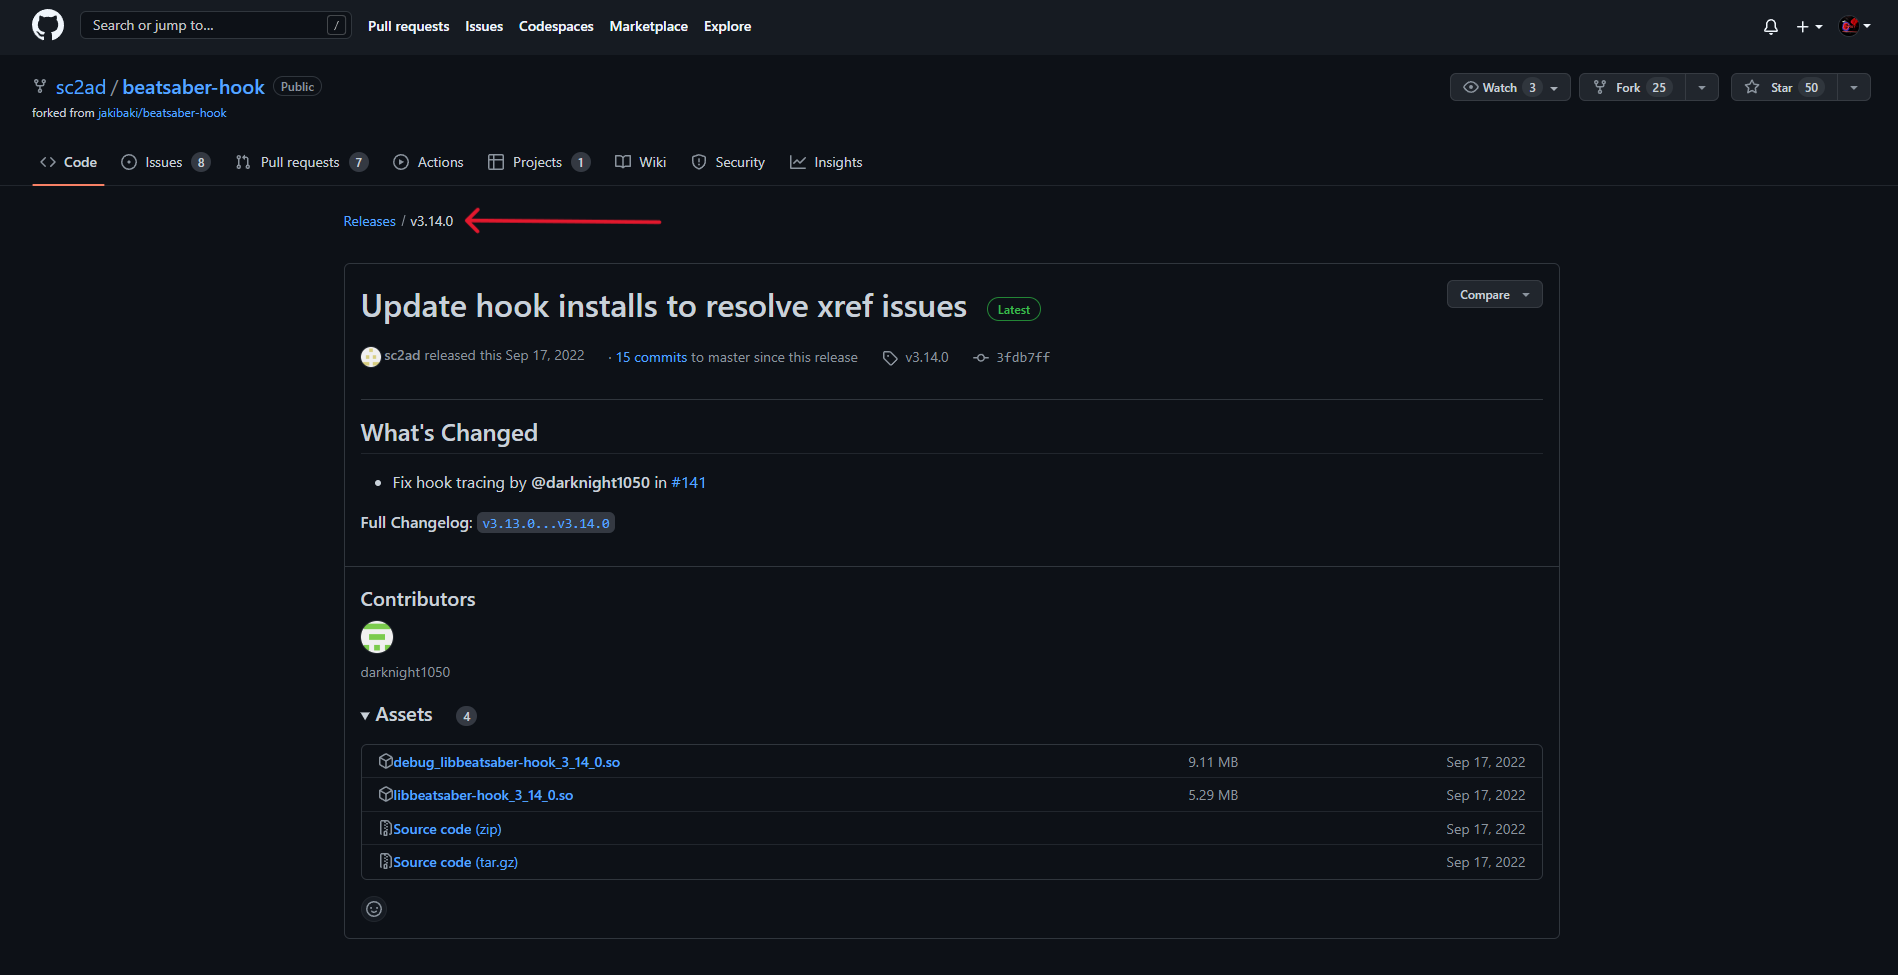 Search or jump to... /
Pull requests Issues Codespaces Marketplace Explore
sc2ad / beatsaber-hook Public
Watch 3 Fork 25 Star 50
forked from jakibaki/beatsaber-hook
Code Issues 8 Pull requests 7 Actions Projects 1 Wiki Security Insights
Releases / v3.14.0
Update hook installs to resolve xref issues Latest
Compare
sc2ad released this Sep 17, 2022 · 15 commits to master since this release v3.14.0 3fdb7ff
What's Changed
• Fix hook tracing by @darknight1050 in #141
Full Changelog: v3.13.0...v3.14.0
Contributors
darknight1050
Assets 4
debug_libbeatsaber-hook_3_14_0.so 9.11 MB Sep 17, 2022
libbeatsaber-hook_3_14_0.so 5.29 MB Sep 17, 2022
Source code (zip) Sep 17, 2022
Source code (tar.gz) Sep 17, 2022